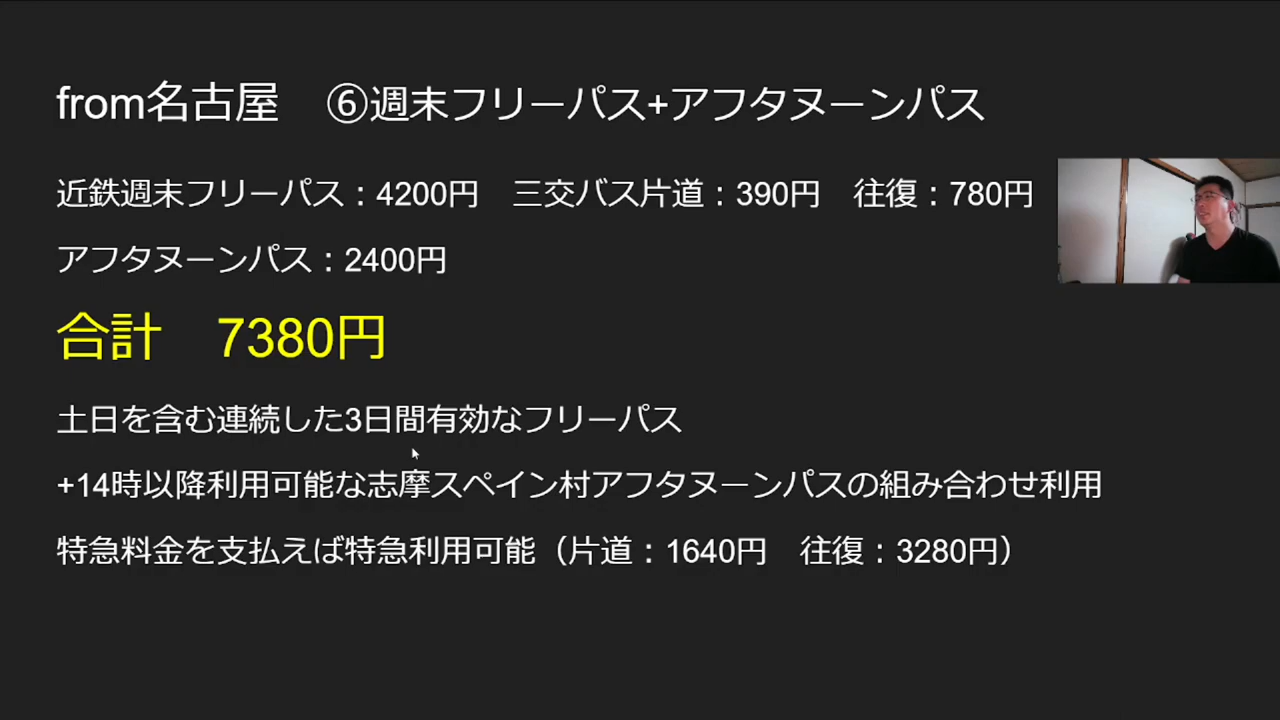 from名古屋　⑥週末フリーパス+アフタヌーンパス
近鉄週末フリーパス：4200円　三交バス片道：390円　往復：780円
アフタヌーンパス：2400円
合計　7380円
土日を含む連続した3日間有効なフリーパス
+14時以降利用可能な志摩スペイン村アフタヌーンパスの組み合わせ利用
特急料金を支払えば特急利用可能（片道：1640円　往復：3280円）